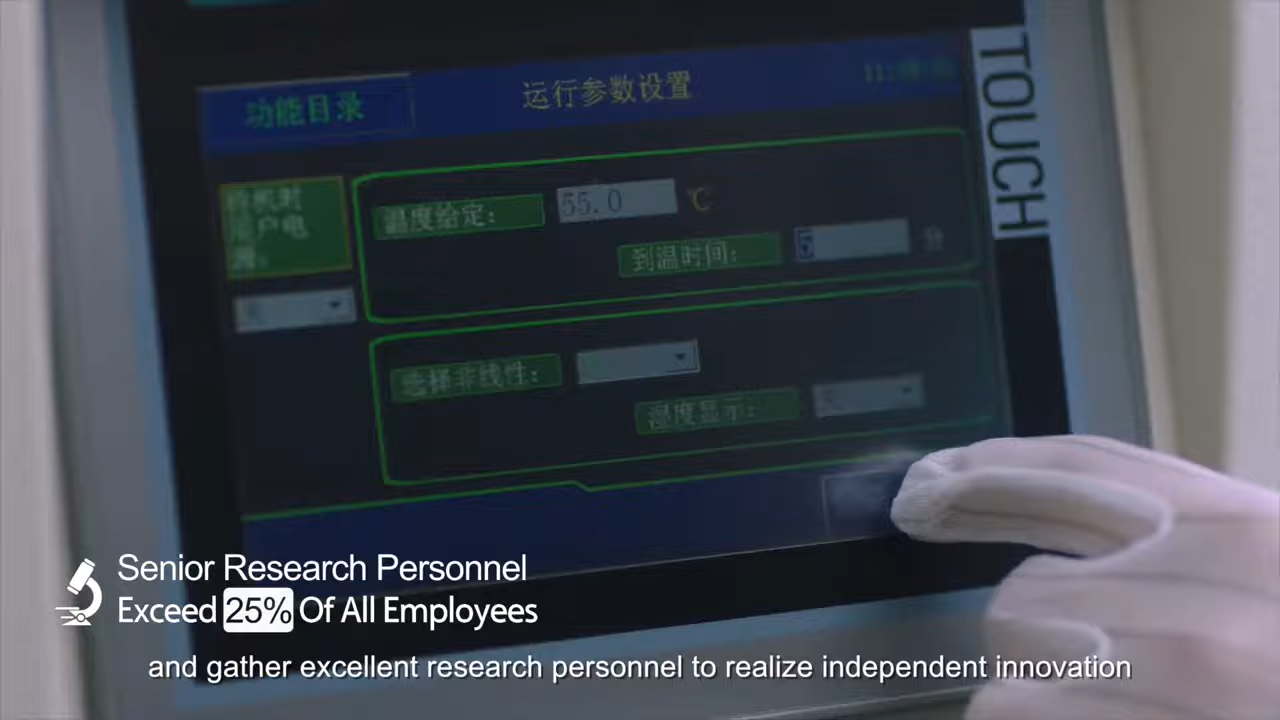 运行参数设置
功能目录
TOUCH
温度给定:
55.0
℃
到温时间:
分
选择非线性:
湿度显示:
Senior Research Personnel
Exceed 25% Of All Employees
and gather excellent research personnel to realize independent innovation